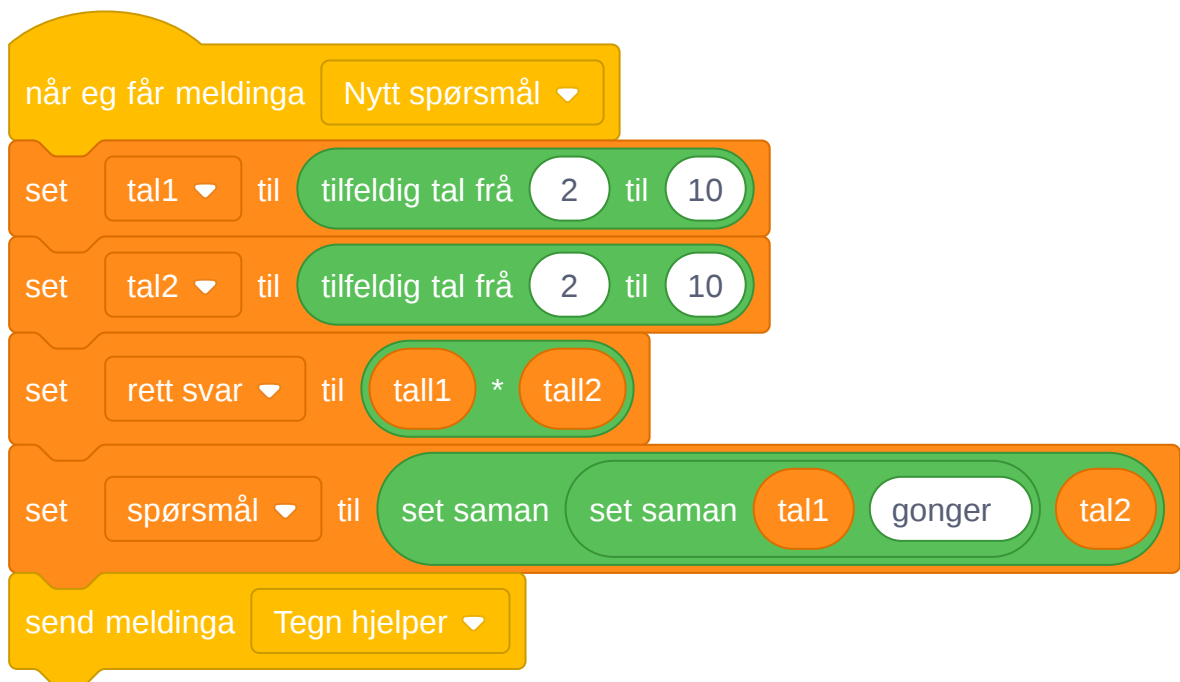 når eg får meldinga Nytt spørsmål
set tal1 til tilfeldig tal frå 2 til 10
set tal2 til tilfeldig tal frå 2 til 10
set rett svar til tall1 * tall2
set spørsmål til set saman set saman tal1 gonger tal2
send meldinga Tegn hjelper